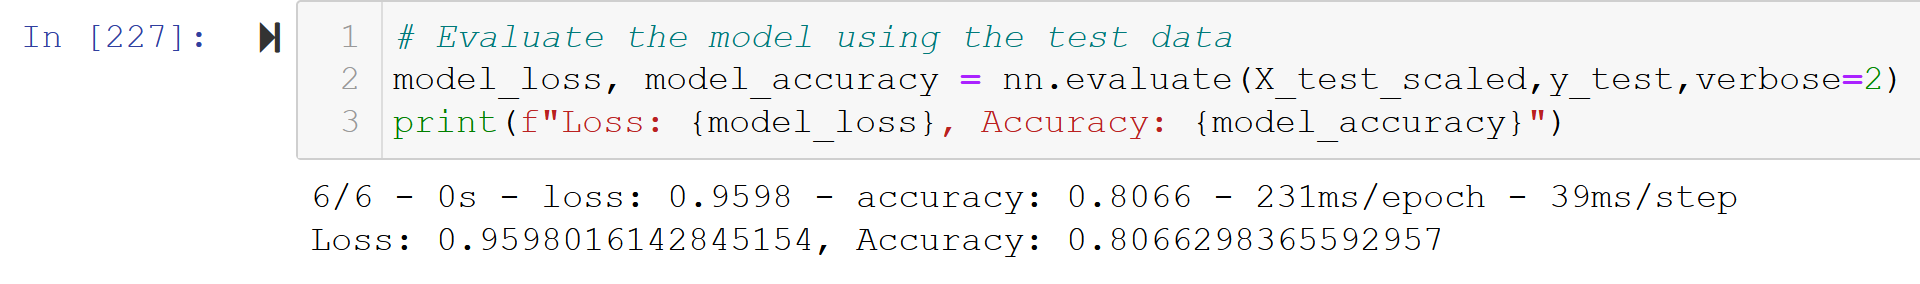 In [227]:
1 # Evaluate the model using the test data
2 model_loss, model_accuracy = nn.evaluate(X_test_scaled,y_test,verbose=2)
3 print(f"Loss: {model_loss}, Accuracy: {model_accuracy}")
6/6 - 0s - loss: 0.9598 - accuracy: 0.8066 - 231ms/epoch - 39ms/step
Loss: 0.9598016142845154, Accuracy: 0.8066298365592957